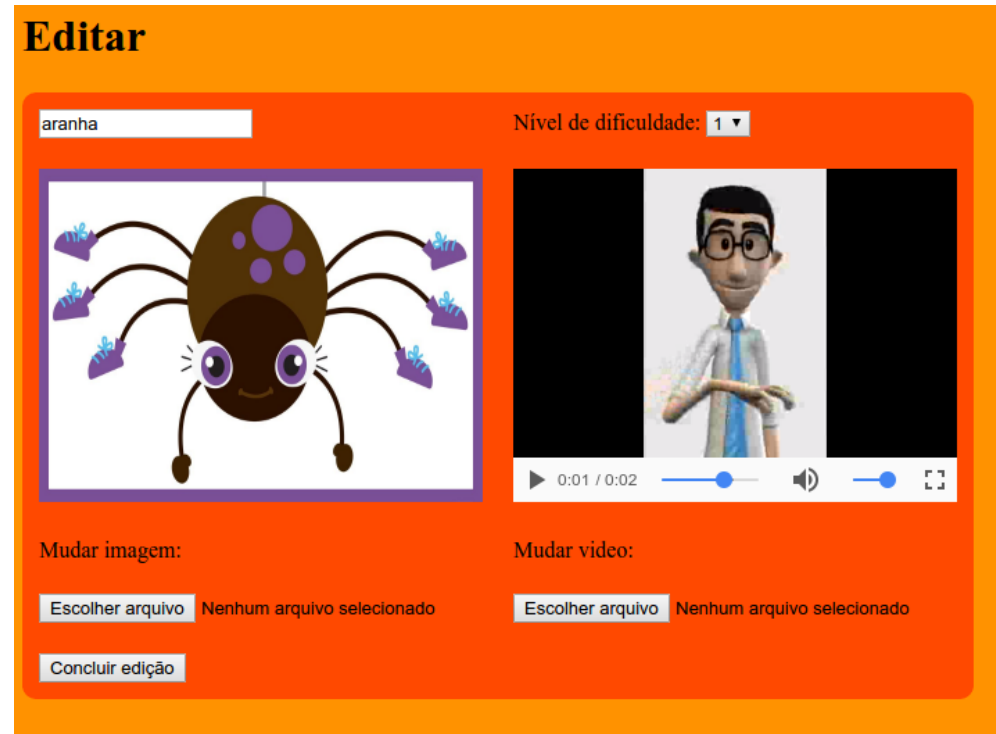 Editar
aranha
Nível de dificuldade: 1
0:01 / 0:02
Mudar imagem:
Mudar video:
Escolher arquivo Nenhum arquivo selecionado
Escolher arquivo Nenhum arquivo selecionado
Concluir edição